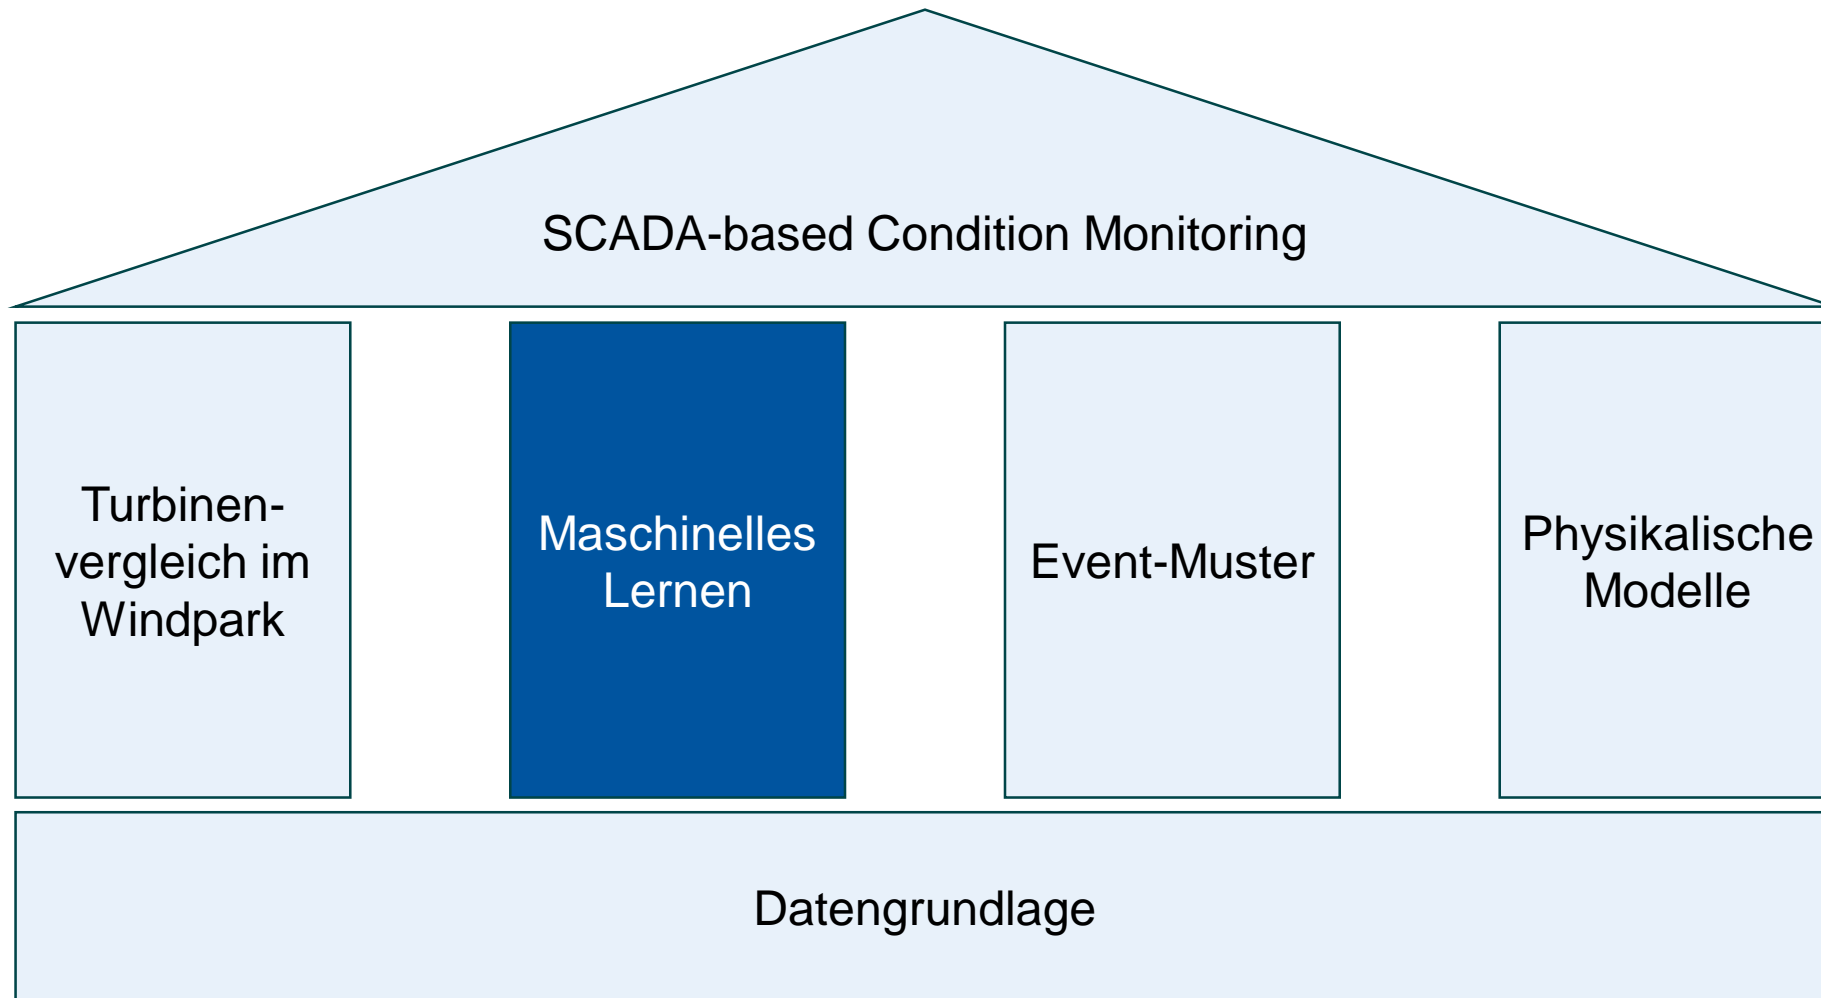 SCADA-based Condition Monitoring
Turbinen-
vergleich im
Windpark
Maschinelles
Lernen
Event-Muster
Physikalische
Modelle
Datengrundlage